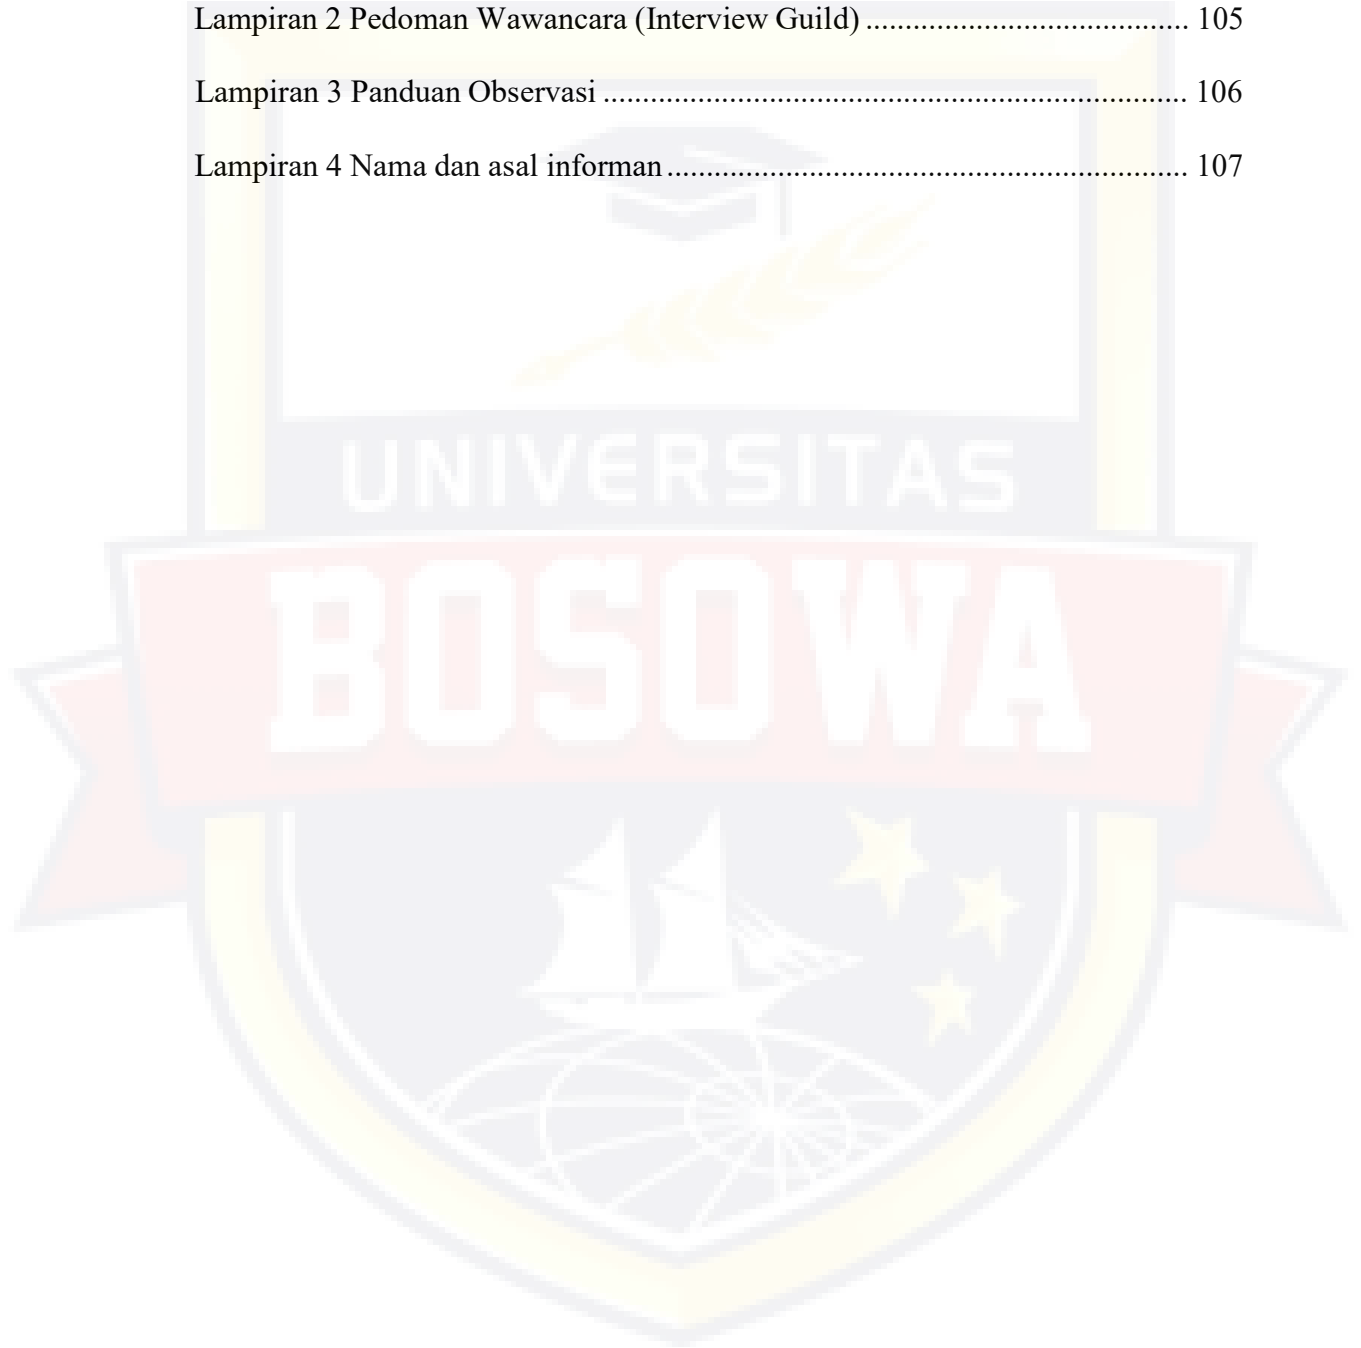 Lampiran 2 Pedoman Wawancara (Interview Guild) ......................................... 105
Lampiran 3 Panduan Observasi .......................................................................... 106
Lampiran 4 Nama dan asal informan .................................................................. 107
UNIVERSITAS
BOSOWA